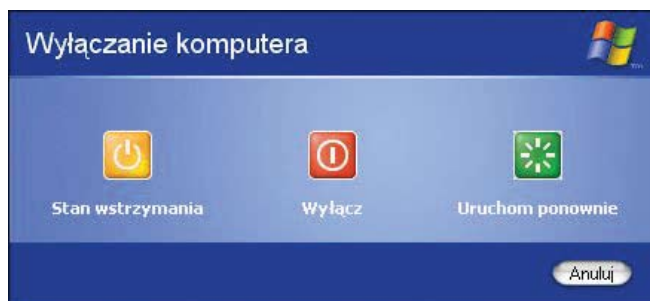 Wyłączanie komputera
Stan wstrzymania
Wyłącz
Uruchom ponownie
Anuluj